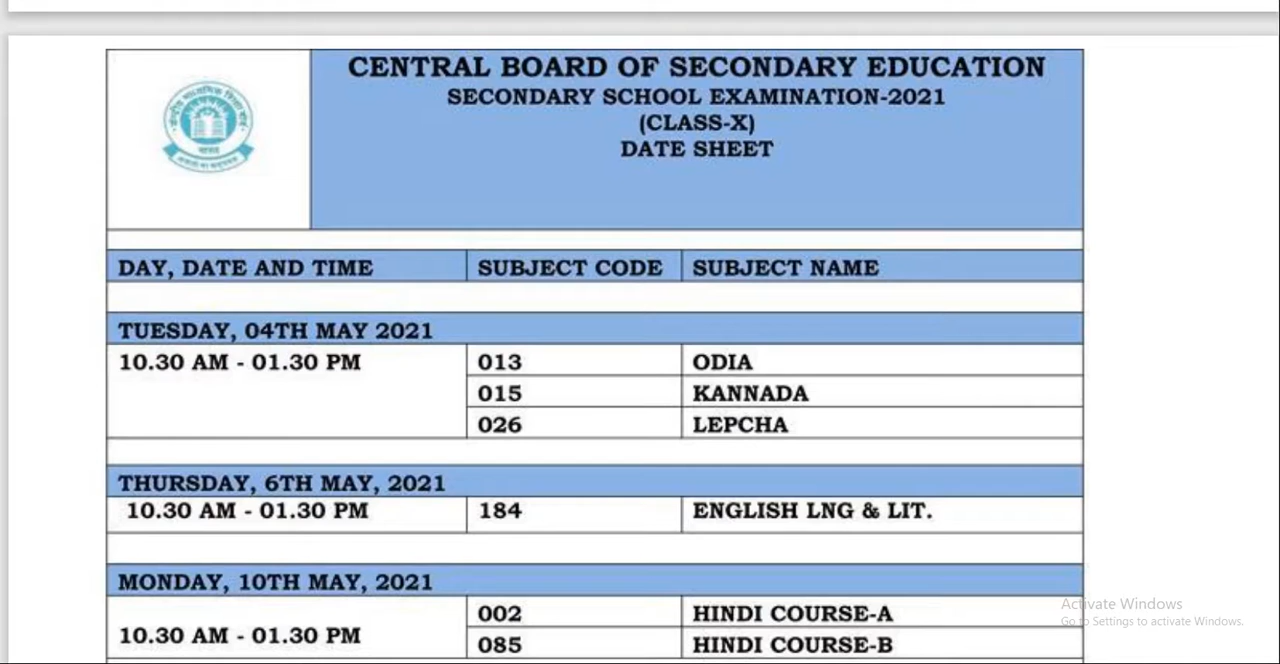 CENTRAL BOARD OF SECONDARY EDUCATION
SECONDARY SCHOOL EXAMINATION-2021
(CLASS-X)
DATE SHEET
भारत
DAY, DATE AND TIME SUBJECT CODE SUBJECT NAME
TUESDAY, 04TH MAY 2021
10.30 AM - 01.30 PM 013 ODIA
015 KANNADA
026 LEPCHA
THURSDAY, 6TH MAY, 2021
10.30 AM - 01.30 PM 184 ENGLISH LNG & LIT.
MONDAY, 10TH MAY, 2021
002 HINDI COURSE-A
10.30 AM - 01.30 PM
085 HINDI COURSE-B
Activate Windows
Go to Settings to activate Windows.